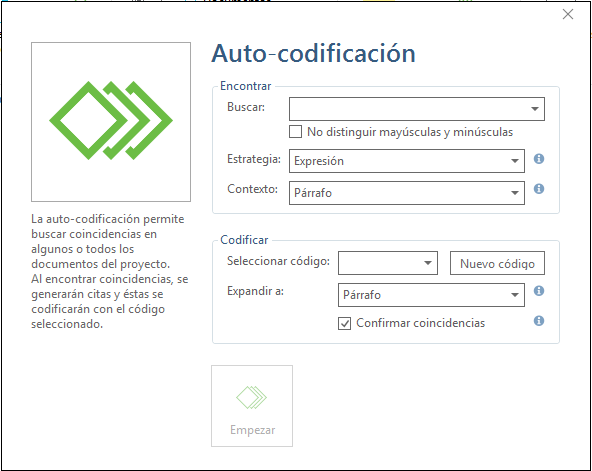 Auto-codificación
Encontrar
Buscar:
No distinguir mayúsculas y minúsculas
Estrategia: Expresión
Contexto: Párrafo
La auto-codificación permite
buscar coincidencias en
algunos o todos los
documentos del proyecto.
Al encontrar coincidencias, se
generarán citas y éstas se
codificarán con el código
seleccionado.
Codificar
Seleccionar código: Nuevo código
Expandir a: Párrafo
Confirmar coincidencias
Empezar